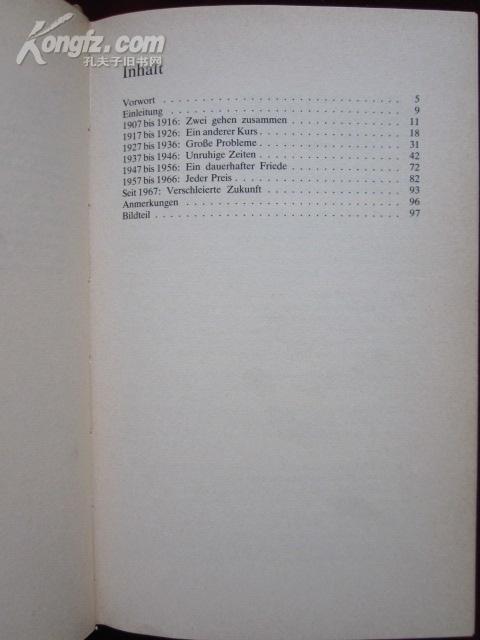 Kongfz.com
孔夫子旧书网
Inhalt
Vorwort . . . . . . . . . . . . . . . . . . . . . . . . . . . . . . 5
Einleitung . . . . . . . . . . . . . . . . . . . . . . . . . . . . . 9
1907 bis 1916: Zwei gehen zusammen . . . . . . . . . . . . . . . . 11
1917 bis 1926: Ein anderer Kurs . . . . . . . . . . . . . . . . . . 18
1927 bis 1936: Große Probleme . . . . . . . . . . . . . . . . . . . 31
1937 bis 1946: Unruhige Zeiten . . . . . . . . . . . . . . . . . . . 42
1947 bis 1956: Ein dauerhafter Friede . . . . . . . . . . . . . . . 72
1957 bis 1966: Jeder Preis . . . . . . . . . . . . . . . . . . . . . 82
Seit 1967: Verschleierte Zukunft . . . . . . . . . . . . . . . . . . 93
Anmerkungen . . . . . . . . . . . . . . . . . . . . . . . . . . . . 96
Bildteil . . . . . . . . . . . . . . . . . . . . . . . . . . . . . . 97